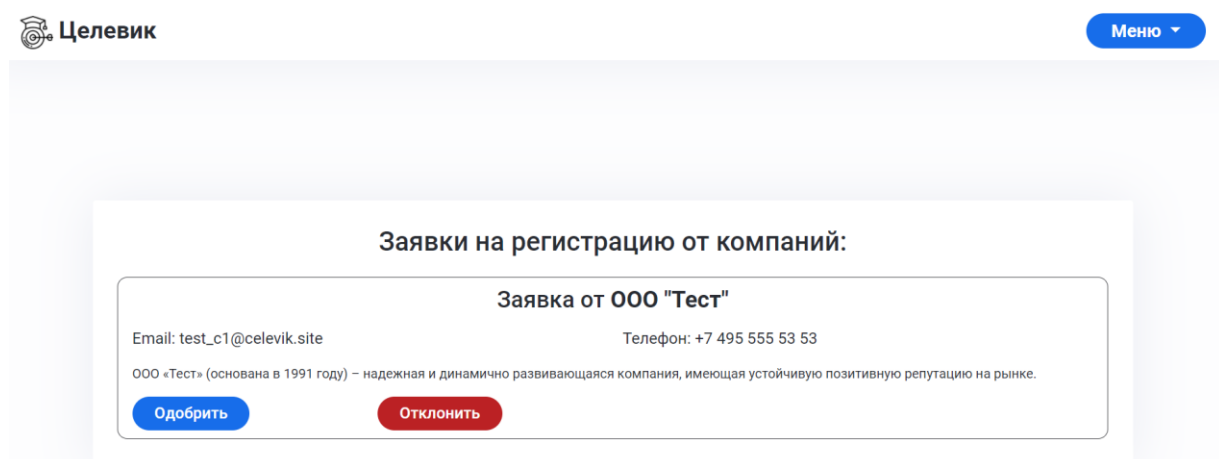 Целевик
Меню
Заявки на регистрацию от компаний:
Заявка от ООО "Тест"
Email: test_c1@celevik.site
Телефон: +7 495 555 53 53
ООО «Тест» (основана в 1991 году) – надежная и динамично развивающаяся компания, имеющая устойчивую позитивную репутацию на рынке.
Одобрить
Отклонить